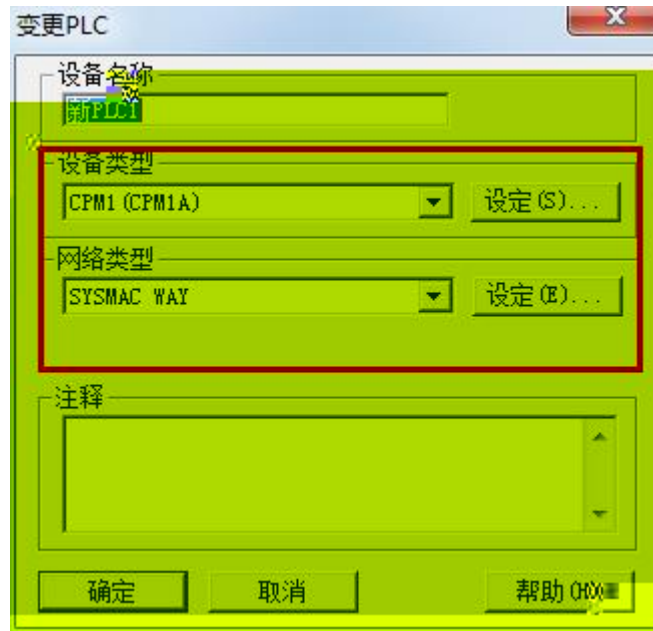 变更PLC
设备名称
新PLC1
设备类型
CPM1(CPM1A) 设定(S)...
网络类型
SYSMAC WAY 设定(E)...
注释
确定 取消 帮助